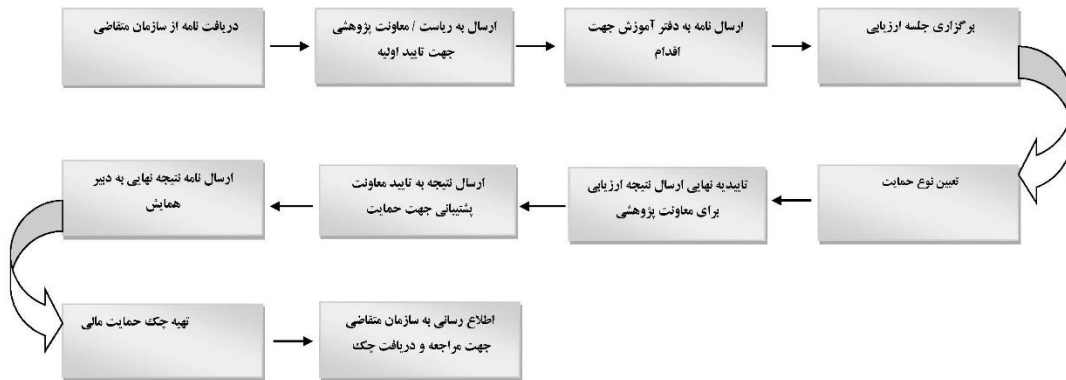 دریافت نامه از سازمان متقاضی
ارسال به ریاست / معاونت پژوهشی
جهت تایید اولیه
ارسال نامه به دفتر آموزش جهت
اقدام
برگزاری جلسه ارزیابی
تعیین نوع حمایت
تاییدیه نهایی ارسال نتیجه ارزیابی
برای معاونت پژوهشی
ارسال نتیجه به تایید معاونت
پشتیبانی جهت حمایت
ارسال نامه نتیجه نهایی به دبیر
همایش
تهیه چک حمایت مالی
اطلاع رسانی به سازمان متقاضی
جهت مراجعه و دریافت چک